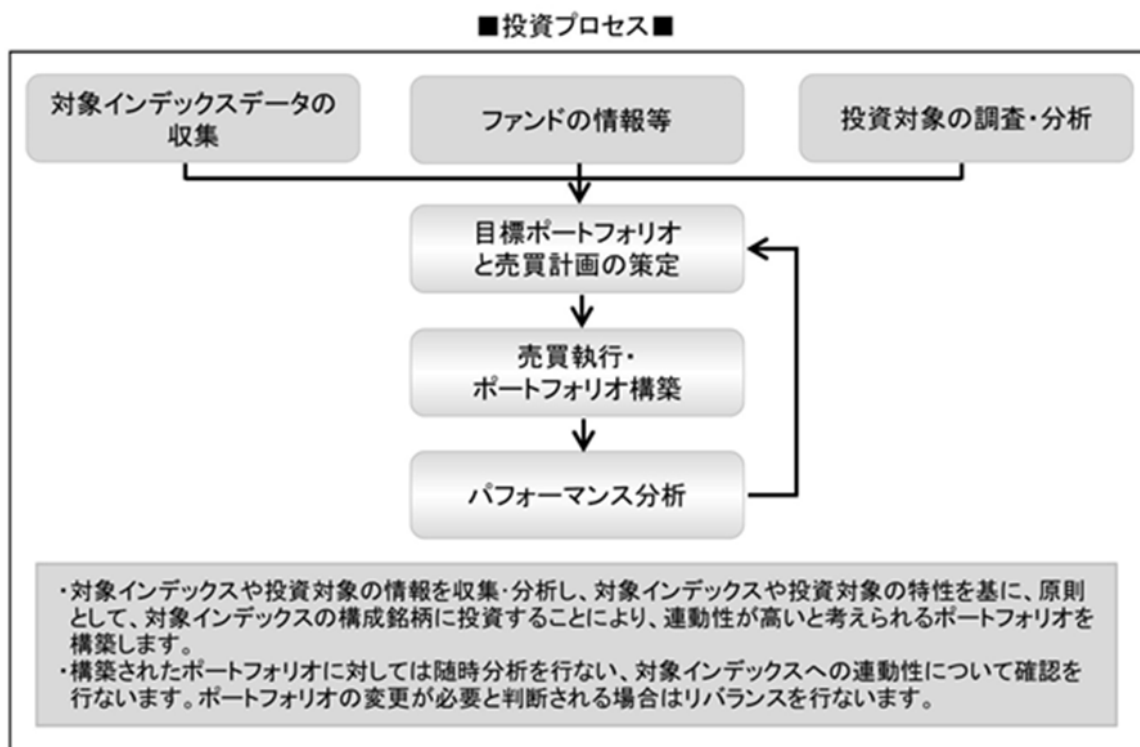 ■投資プロセス■
対象インデックスデータの
収集
ファンドの情報等
投資対象の調査・分析
目標ポートフォリオ
と売買計画の策定
売買執行・
ポートフォリオ構築
パフォーマンス分析
・対象インデックスや投資対象の情報を収集・分析し、対象インデックスや投資対象の特性を基に、原則
として、対象インデックスの構成銘柄に投資することにより、連動性が高いと考えられるポートフォリオを
構築します。
・構築されたポートフォリオに対しては随時分析を行ない、対象インデックスへの連動性について確認を
行ないます。ポートフォリオの変更が必要と判断される場合はリバランスを行ないます。